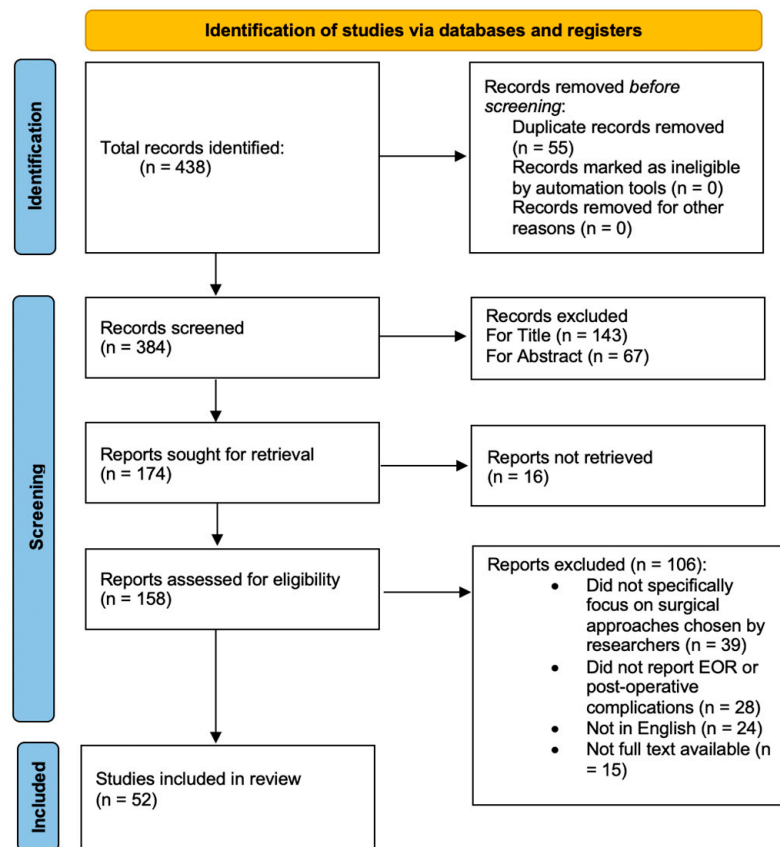 Identification of studies via databases and registers
Identification
Total records identified:
(n = 438)
Records removed before
screening:
Duplicate records removed
(n = 55)
Records marked as ineligible
by automation tools (n = 0)
Records removed for other
reasons (n = 0)
Screening
Records screened
(n = 384)
Records excluded
For Title (n = 143)
For Abstract (n = 67)
Reports sought for retrieval
(n = 174)
Reports not retrieved
(n = 16)
Reports assessed for eligibility
(n = 158)
Reports excluded (n = 106):
• Did not specifically
focus on surgical
approaches chosen by
researchers (n = 39)
• Did not report EOR or
post-operative
complications (n = 28)
• Not in English (n = 24)
• Not full text available (n
= 15)
Included
Studies included in review
(n = 52)